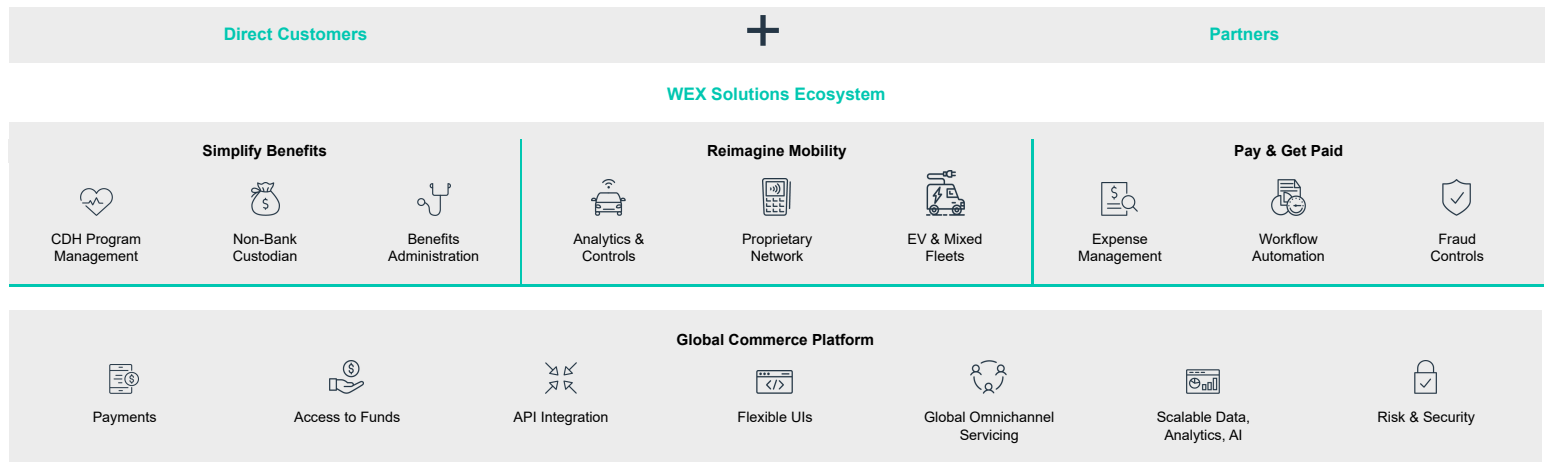 Direct Customers
+
Partners
WEX Solutions Ecosystem
Simplify Benefits
CDH Program
Management
Non-Bank
Custodian
Benefits
Administration
Reimagine Mobility
Analytics &
Controls
Proprietary
Network
EV & Mixed
Fleets
Pay & Get Paid
Expense
Management
Workflow
Automation
Fraud
Controls
Global Commerce Platform
Payments
Access to Funds
API Integration
Flexible UIs
Global Omnichannel
Servicing
Scalable Data,
Analytics, AI
Risk & Security